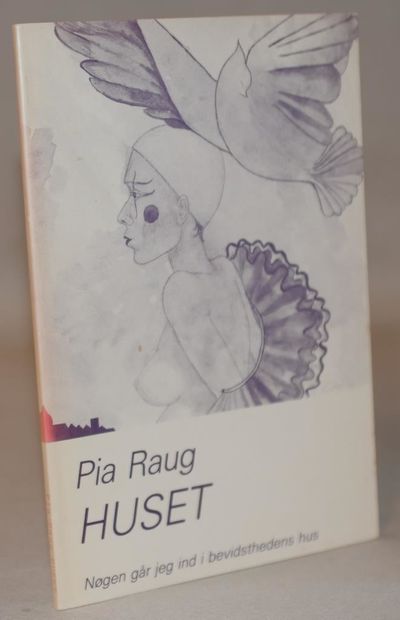 Pia Raug
HUSET
Nøgen går jeg ind i bevidsthedens hus